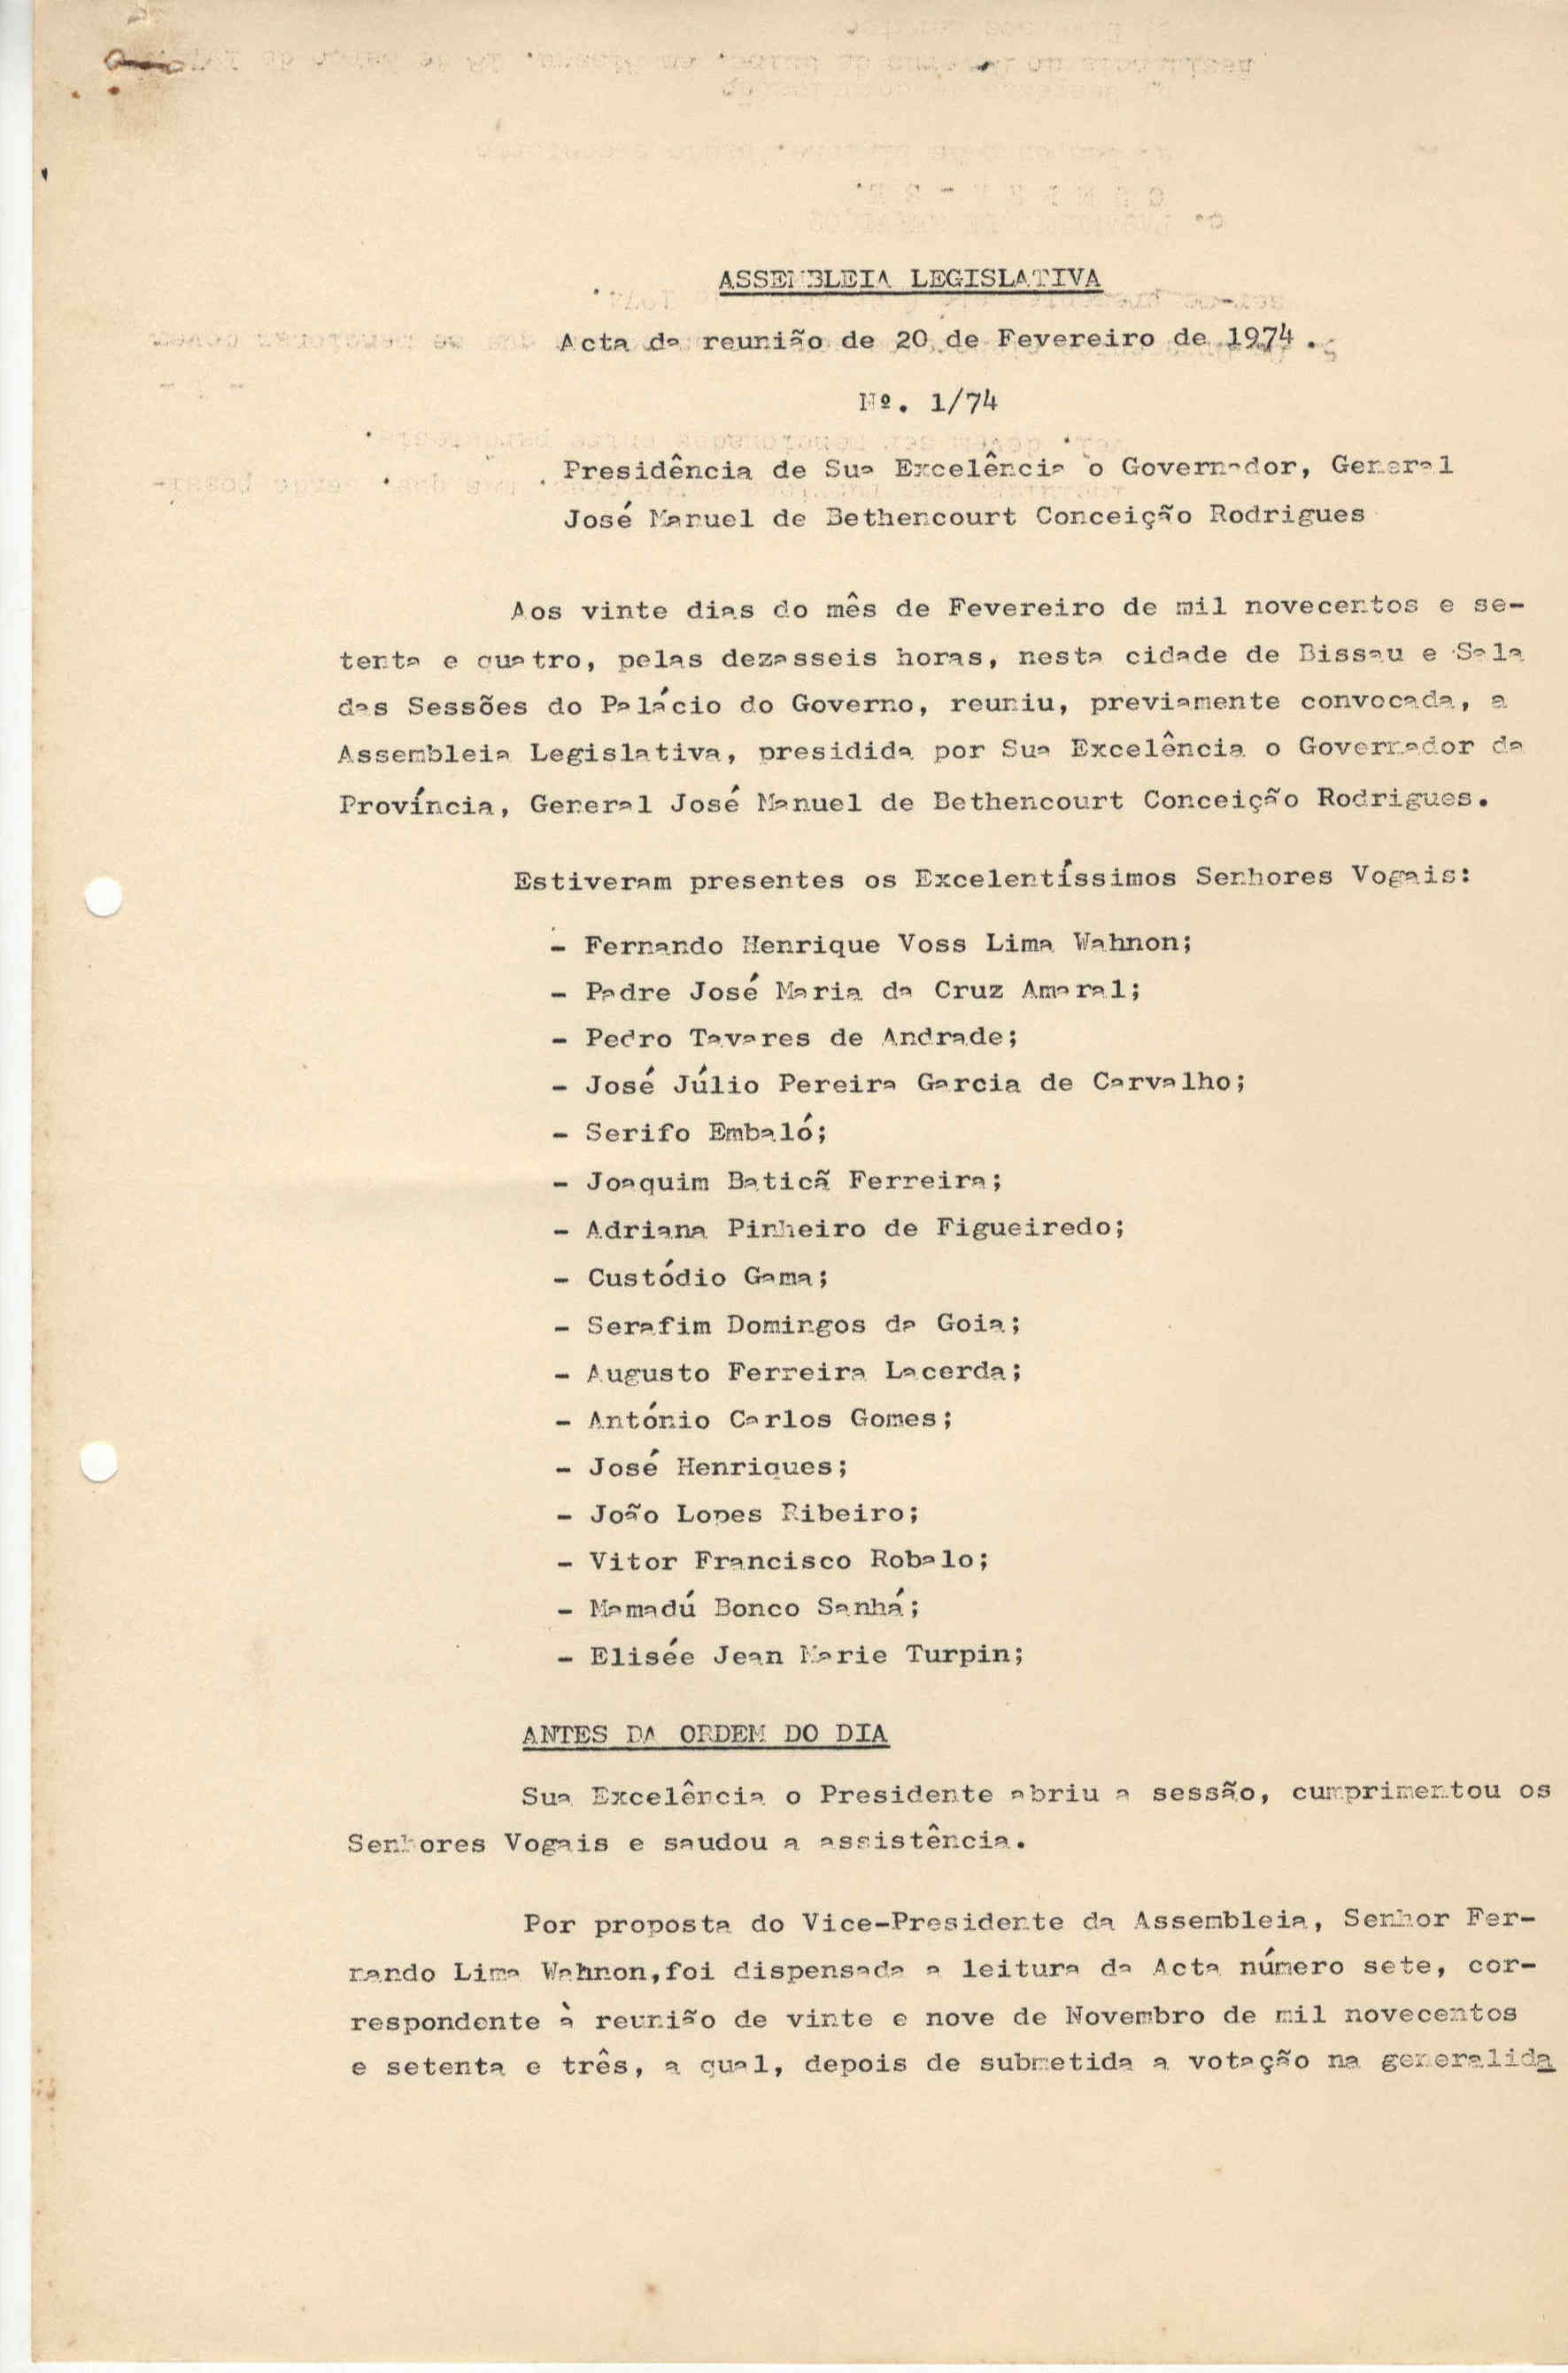 ASSEMBLEIA LEGISLATIVA
Acta da reunião de 20 de Fevereiro de 1974.
Nº. 1/74
Presidência de Sua Excelência o Governador, General
José Manuel de Bethencourt Conceição Rodrigues
Aos vinte dias do mês de Fevereiro de mil novecentos e se-
tenta e quatro, pelas dezasseis horas, nesta cidade de Bissau e Sala
das Sessões do Palácio do Governo, reuniu, previamente convocada, a
Assembleia Legislativa, presidida por Sua Excelência o Governador da
Província, General José Manuel de Bethencourt Conceição Rodrigues.
Estiveram presentes os Excelentíssimos Senhores Vogais:
- Fernando Henrique Voss Lima Wahnon;
- Padre José Maria da Cruz Amaral;
- Pedro Tavares de Andrade;
- José Júlio Pereira Garcia de Carvalho;
- Serifo Embaló;
- Joaquim Baticã Ferreira;
- Adriana Pinheiro de Figueiredo;
- Custódio Gama;
- Serafim Domingos da Goia;
- Augusto Ferreira Lacerda;
- António Carlos Gomes;
- José Henriques;
- João Lopes Ribeiro;
- Vitor Francisco Robalo;
- Mamadú Bonco Sanhá;
- Elisée Jean Marie Turpin;
ANTES DA ORDEM DO DIA
Sua Excelência o Presidente abriu a sessão, cumprimentou os
Senhores Vogais e saudou a assistência.
Por proposta do Vice-Presidente da Assembleia, Senhor Fer-
nando Lima Wahnon,foi dispensada a leitura da Acta número sete, cor-
respondente à reunião de vinte e nove de Novembro de mil novecentos
e setenta e três, a qual, depois de submetida a votação na generalida